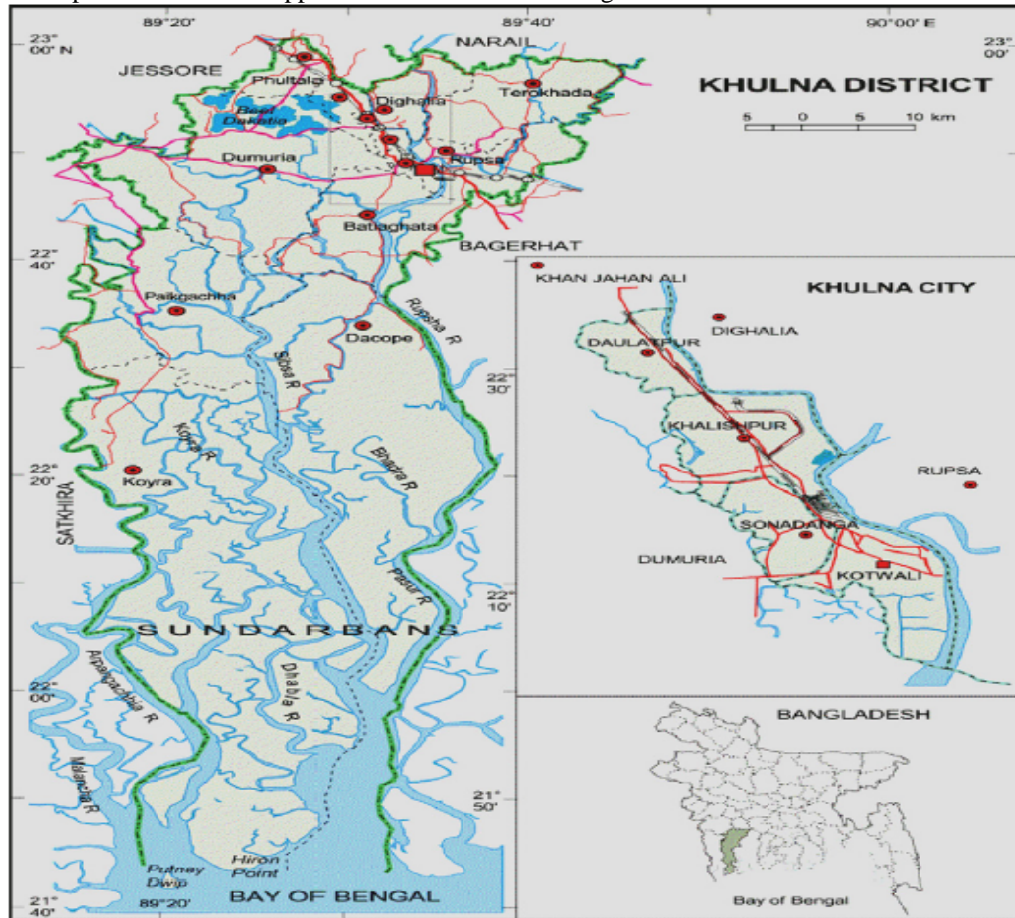 89°20
89°40
90°00' E
23°
60' N
23°
00'
JESSORE
NARAIL
KHULNA DISTRICT
5 0 5 10 km
Phultala
Terokhada
Dighalia
Beel
Dakatia
Dumuria
Rupsa
Batiaghata
BAGERHAT
22°
40'
KHAN JAHAN ALI
KHULNA CITY
Paikgachha
Rupsha R
DIGHALIA
Dacope
DAULATPUR
Sibsa R
22°
30'
KHALISHPUR
Koyra R
Bhadra R
22°
20'
Koyra
RUPSA
SATKHIRA
SONADANGA
DUMURIA
KOTWALI
Pasur R
22°
10'
SUNDARBANS
Arpangachhia R
Dhabla R
22°
00'
BANGLADESH
Malancha R
21°
50'
Putney
Dwip
Hiron
Point
BAY OF BENGAL
Bay of Bengal
21°
40'
89°20'